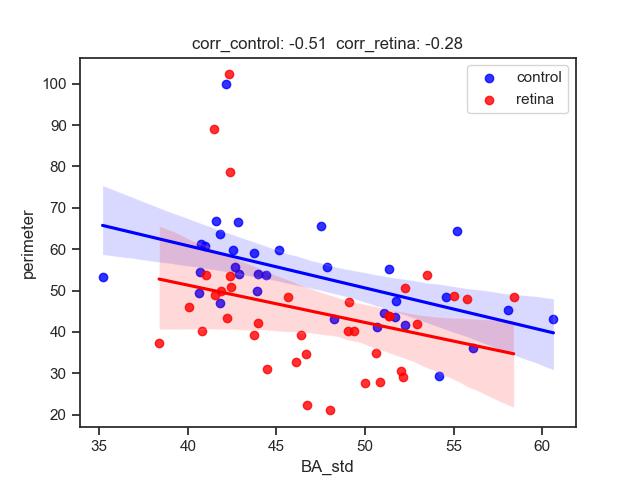 corr_control: -0.51  corr_retina: -0.28
control
retina
100
90
80
70
60
50
40
30
20
perimeter
35 40 45 50 55 60
BA_std